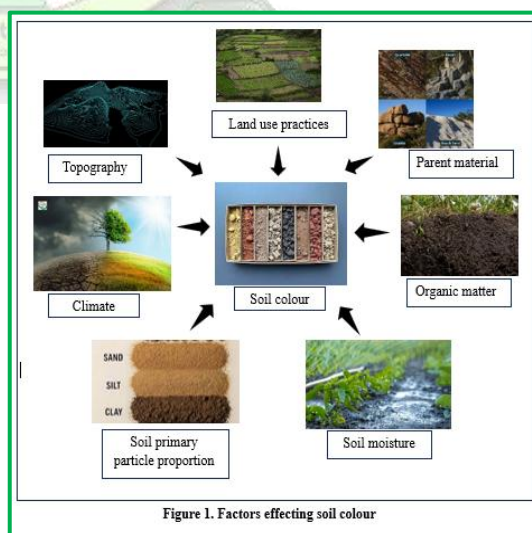 Land use practices
Topography
Parent material
Climate
Soil colour
Organic matter
SAND
SILT
CLAY
Soil primary
particle proportion
Soil moisture
Figure 1. Factors effecting soil colour